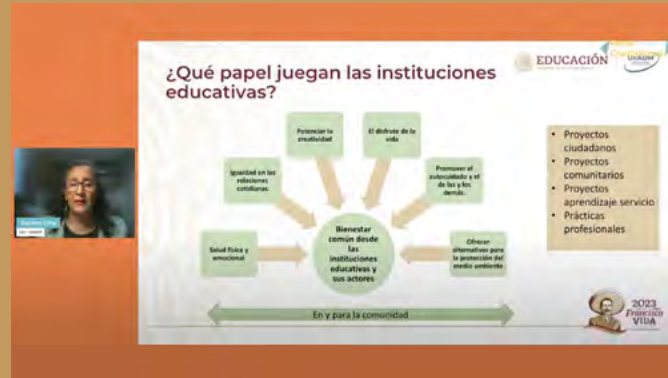 ¿Qué papel juegan las instituciones
educativas?
EDUCACIÓN
Potenciar la
creatividad
El disfrute de la
vida
Igualdad en las
relaciones
cotidianas
Promover el
autocuidado y el
de las y los
demás.
Salud física y
emocional
Bienestar
común desde
las
instituciones
educativas y
sus actores
Ofrecer
alternativas para
la protección del
medio ambiente
En y para la comunidad
• Proyectos
ciudadanos
• Proyectos
comunitarios
• Proyectos
aprendizaje servicio
• Prácticas
profesionales
2023
Francisco
VILLA